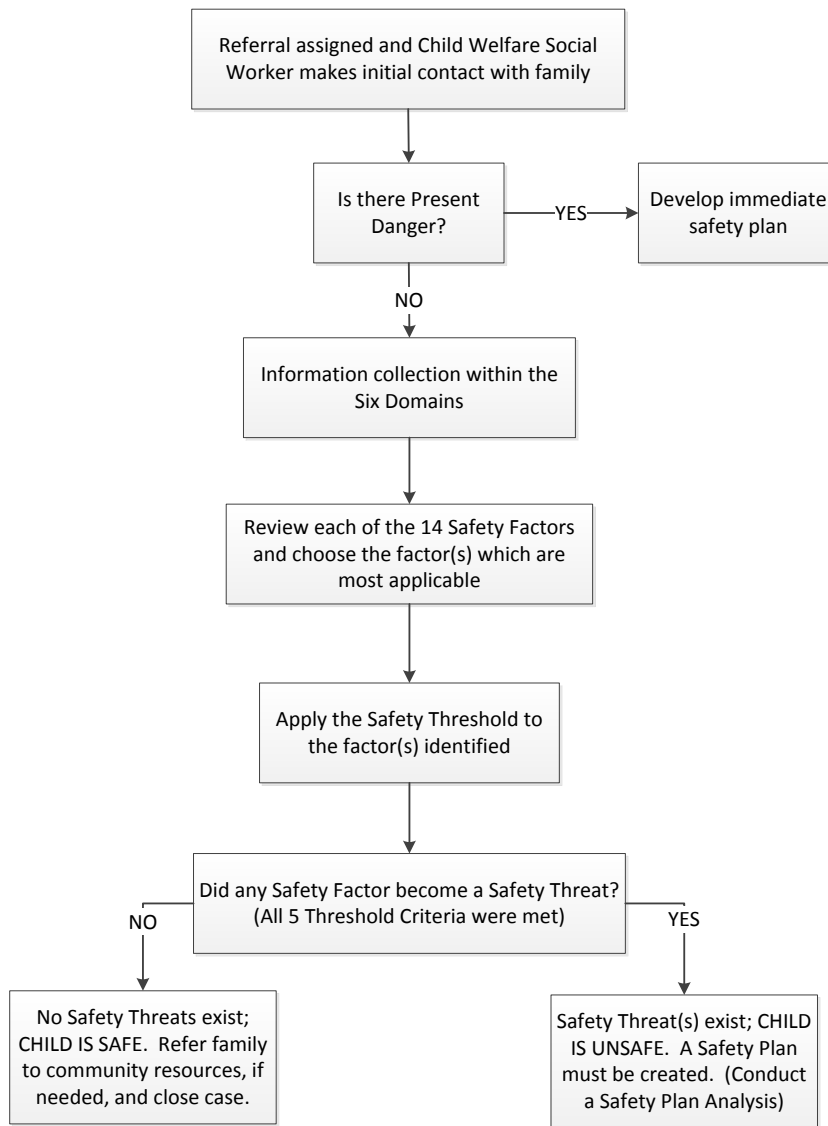 Referral assigned and Child Welfare Social
Worker makes initial contact with family
Is there Present
Danger?
YES
Develop immediate
safety plan
NO
Information collection within the
Six Domains
Review each of the 14 Safety Factors
and choose the factor(s) which are
most applicable
Apply the Safety Threshold to
the factor(s) identified
Did any Safety Factor become a Safety Threat?
(All 5 Threshold Criteria were met)
NO
YES
No Safety Threats exist;
CHILD IS SAFE.  Refer family
to community resources, if
needed, and close case.
Safety Threat(s) exist; CHILD
IS UNSAFE.  A Safety Plan
must be created.  (Conduct
a Safety Plan Analysis)